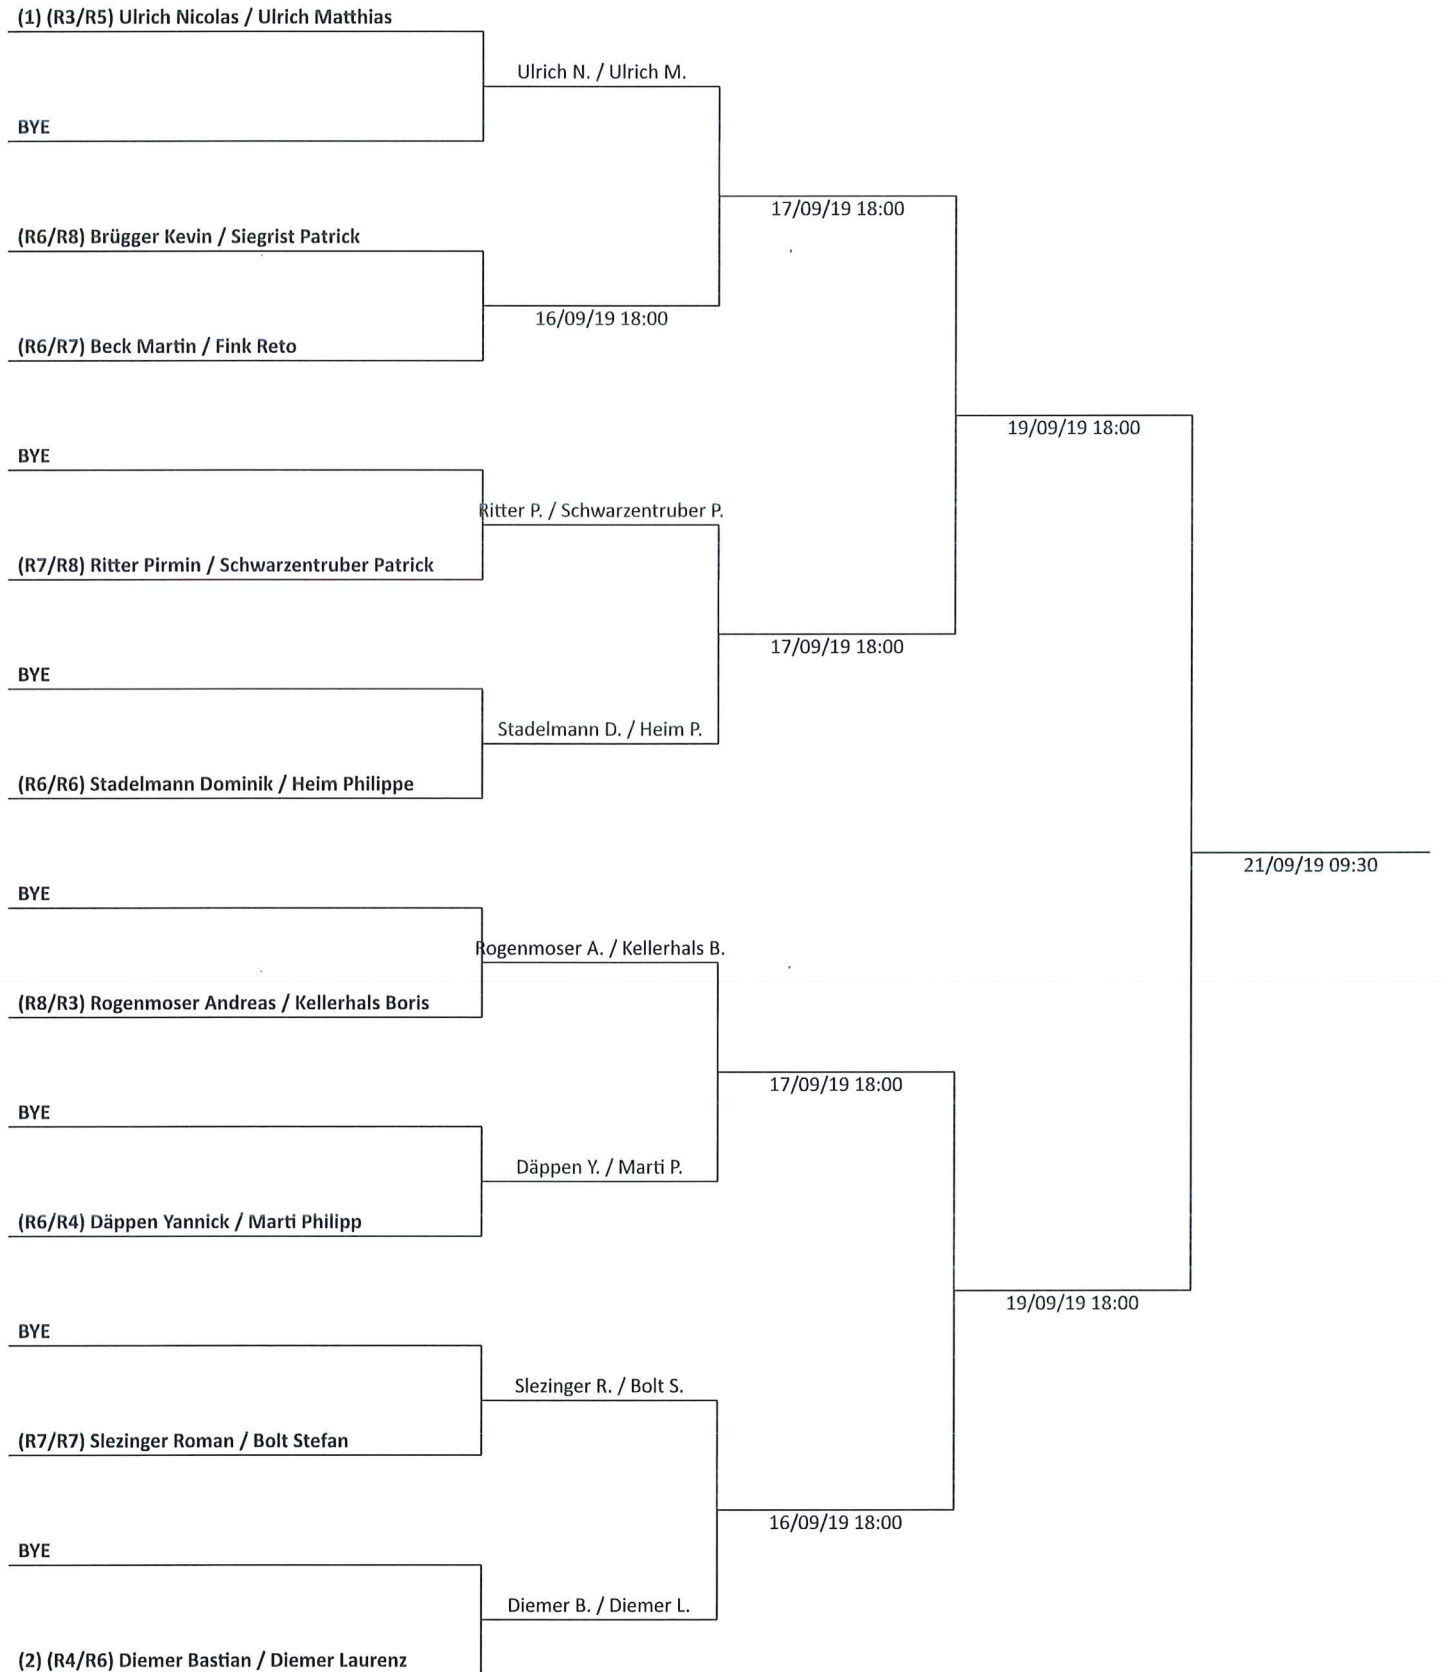 (1) (R3/R5) Ulrich Nicolas / Ulrich Matthias
Ulrich N. / Ulrich M.
BYE
17/09/19 18:00
(R6/R8) Brügger Kevin / Siegrist Patrick
16/09/19 18:00
(R6/R7) Beck Martin / Fink Reto
19/09/19 18:00
BYE
Ritter P. / Schwarzentruber P.
(R7/R8) Ritter Pirmin / Schwarzentruber Patrick
17/09/19 18:00
BYE
Stadelmann D. / Heim P.
(R6/R6) Stadelmann Dominik / Heim Philippe
21/09/19 09:30
BYE
Rogenmoser A. / Kellerhals B.
(R8/R3) Rogenmoser Andreas / Kellerhals Boris
17/09/19 18:00
BYE
Däppen Y. / Marti P.
(R6/R4) Däppen Yannick / Marti Philipp
19/09/19 18:00
BYE
Slezinger R. / Bolt S.
(R7/R7) Slezinger Roman / Bolt Stefan
16/09/19 18:00
BYE
Diemer B. / Diemer L.
(2) (R4/R6) Diemer Bastian / Diemer Laurenz